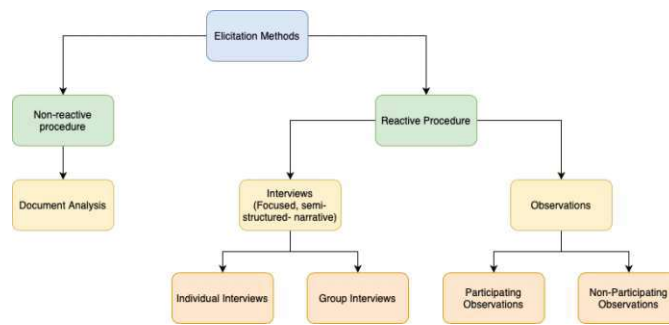 Elicitation Methods
Non-reactive
procedure
Reactive Procedure
Document Analysis
Interviews
(Focused, semi-
structured- narrative)
Observations
Individual Interviews
Group Interviews
Participating
Observations
Non-Participating
Observations